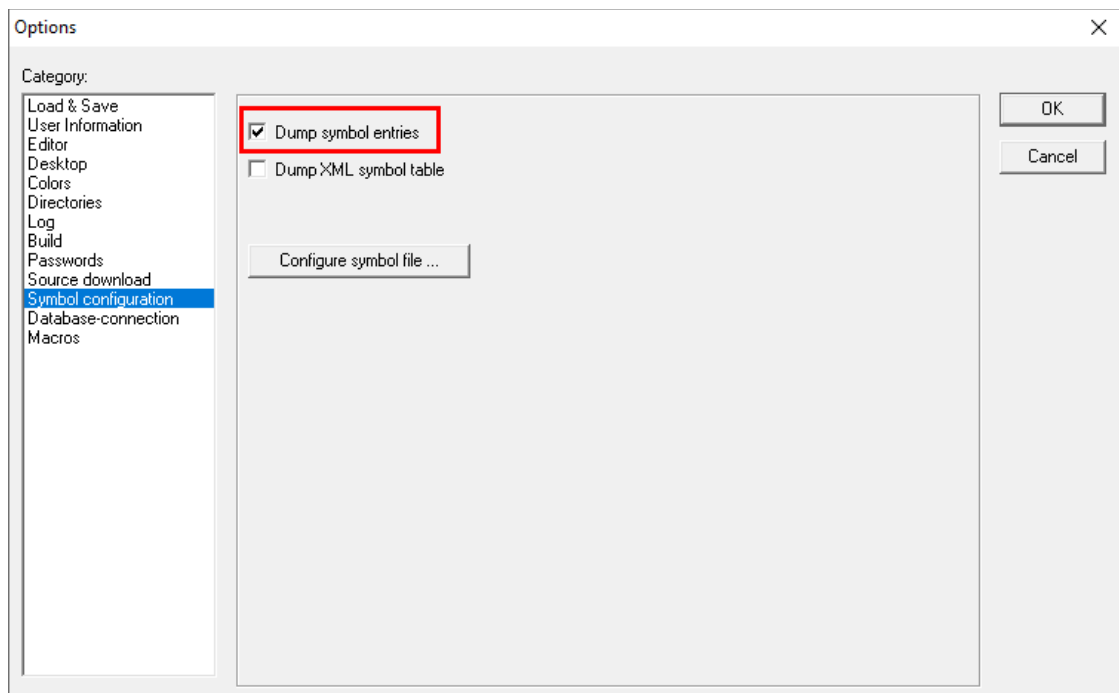 Options
Category:
Load & Save
User Information
Editor
Desktop
Colors
Directories
Log
Build
Passwords
Source download
Symbol configuration
Database-connection
Macros
Dump symbol entries
Dump XML symbol table
Configure symbol file ...
OK
Cancel